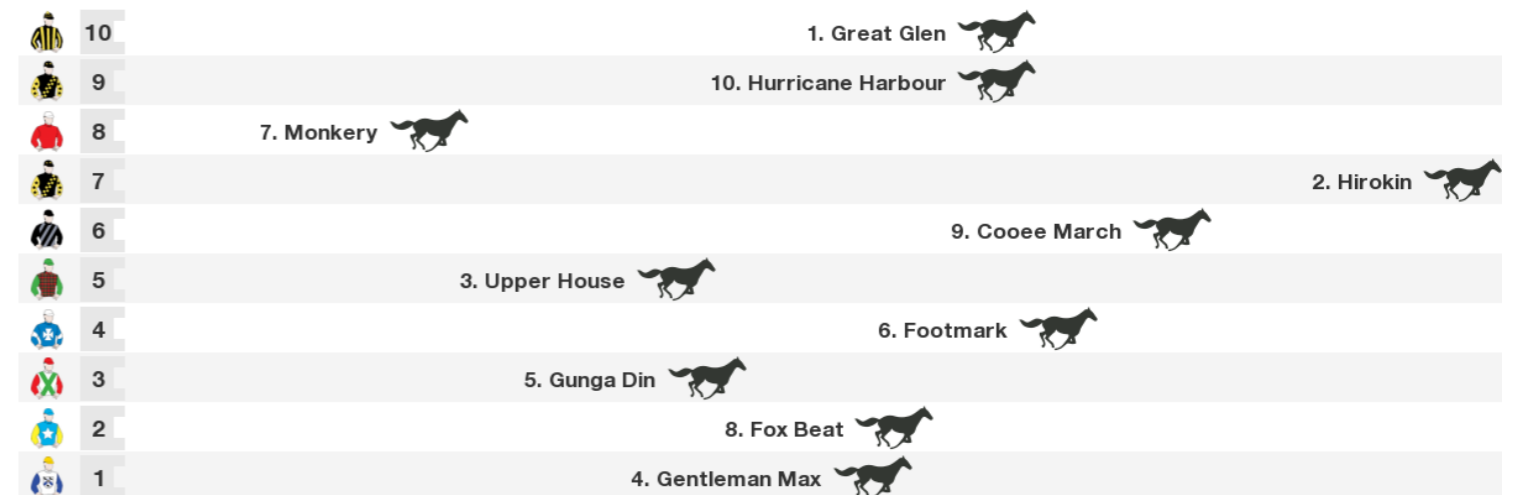 10 1. Great Glen
9 10. Hurricane Harbour
8 7. Monkery
7 2. Hirokin
6 9. Cooee March
5 3. Upper House
4 6. Footmark
3 5. Gunga Din
2 8. Fox Beat
1 4. Gentleman Max